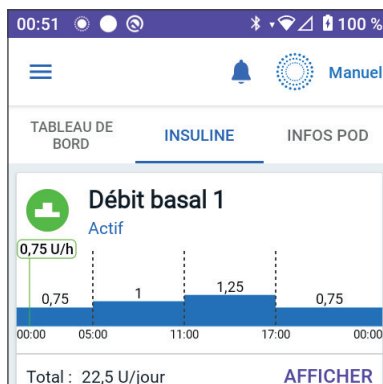 00:51 100 %
Manuel
TABLEAU DE
BORD
INSULINE
INFOS POD
Débit basal 1
Actif
0,75 U/h
0,75 1 1,25 0,75
00:00 05:00 11:00 17:00 00:00
Total : 22,5 U/jour AFFICHER